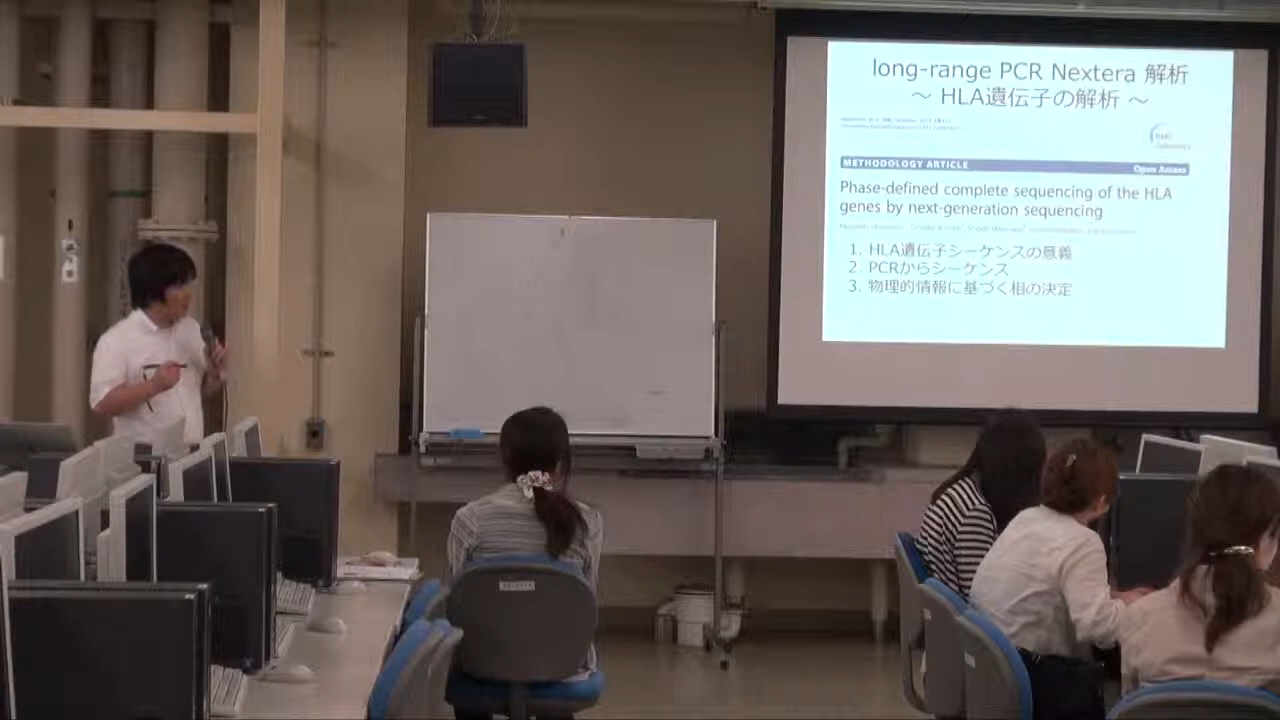 long-range PCR Nextera 解析
～ HLA遺伝子の解析 ～
METHODOLOGY ARTICLE
Open Access
Phase-defined complete sequencing of the HLA
genes by next-generation sequencing
1. HLA遺伝子シーケンスの意義
2. PCRからシーケンス
3. 物理的情報に基づく相の決定